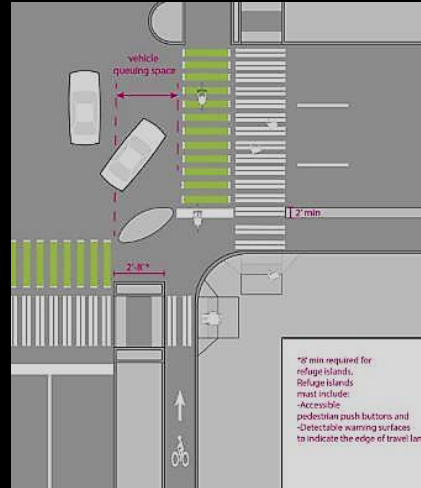 vehicle
queuing space
2' min
2'-8'*
*8' min required for
refuge islands.
Refuge islands
must include:
-Accessible
pedestrian push buttons and
-Detectable warning surfaces
to indicate the edge of travel lan